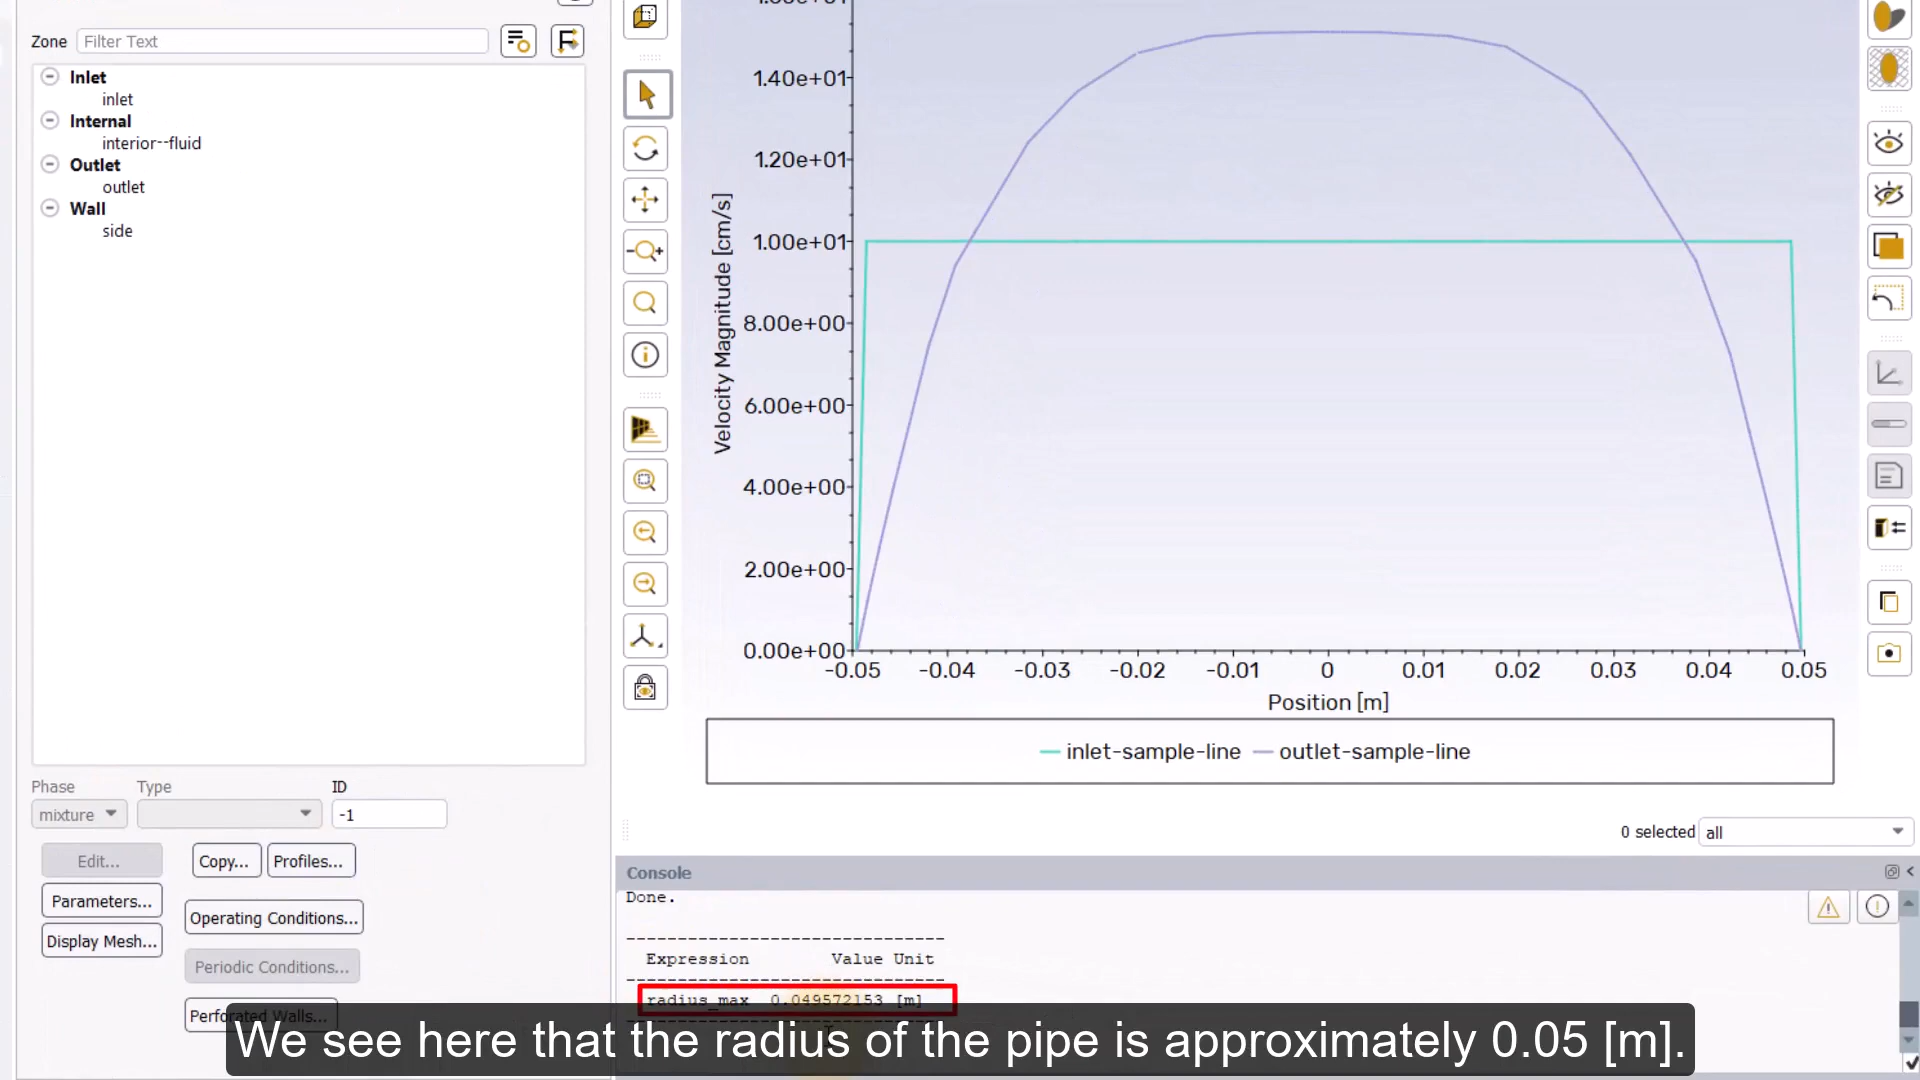 Zone
Filter Text
Inlet
inlet
Internal
interior--fluid
Outlet
outlet
Wall
side
Phase
Type
ID
mixture
-1
Edit...
Copy...
Profiles...
Parameters...
Operating Conditions...
Display Mesh...
Periodic Conditions...
Perforated Walls...
1.40e+01
1.20e+01
1.00e+01
8.00e+00
6.00e+00
4.00e+00
2.00e+00
0.00e+00
Velocity Magnitude [cm/s]
-0.05 -0.04 -0.03 -0.02 -0.01 0 0.01 0.02 0.03 0.04 0.05
Position [m]
inlet-sample-line outlet-sample-line
0 selected
all
Console
Done.
------------------------------
Expression Value Unit
------------------------------
radius_max 0.049572153 [m]
We see here that the radius of the pipe is approximately 0.05 [m].